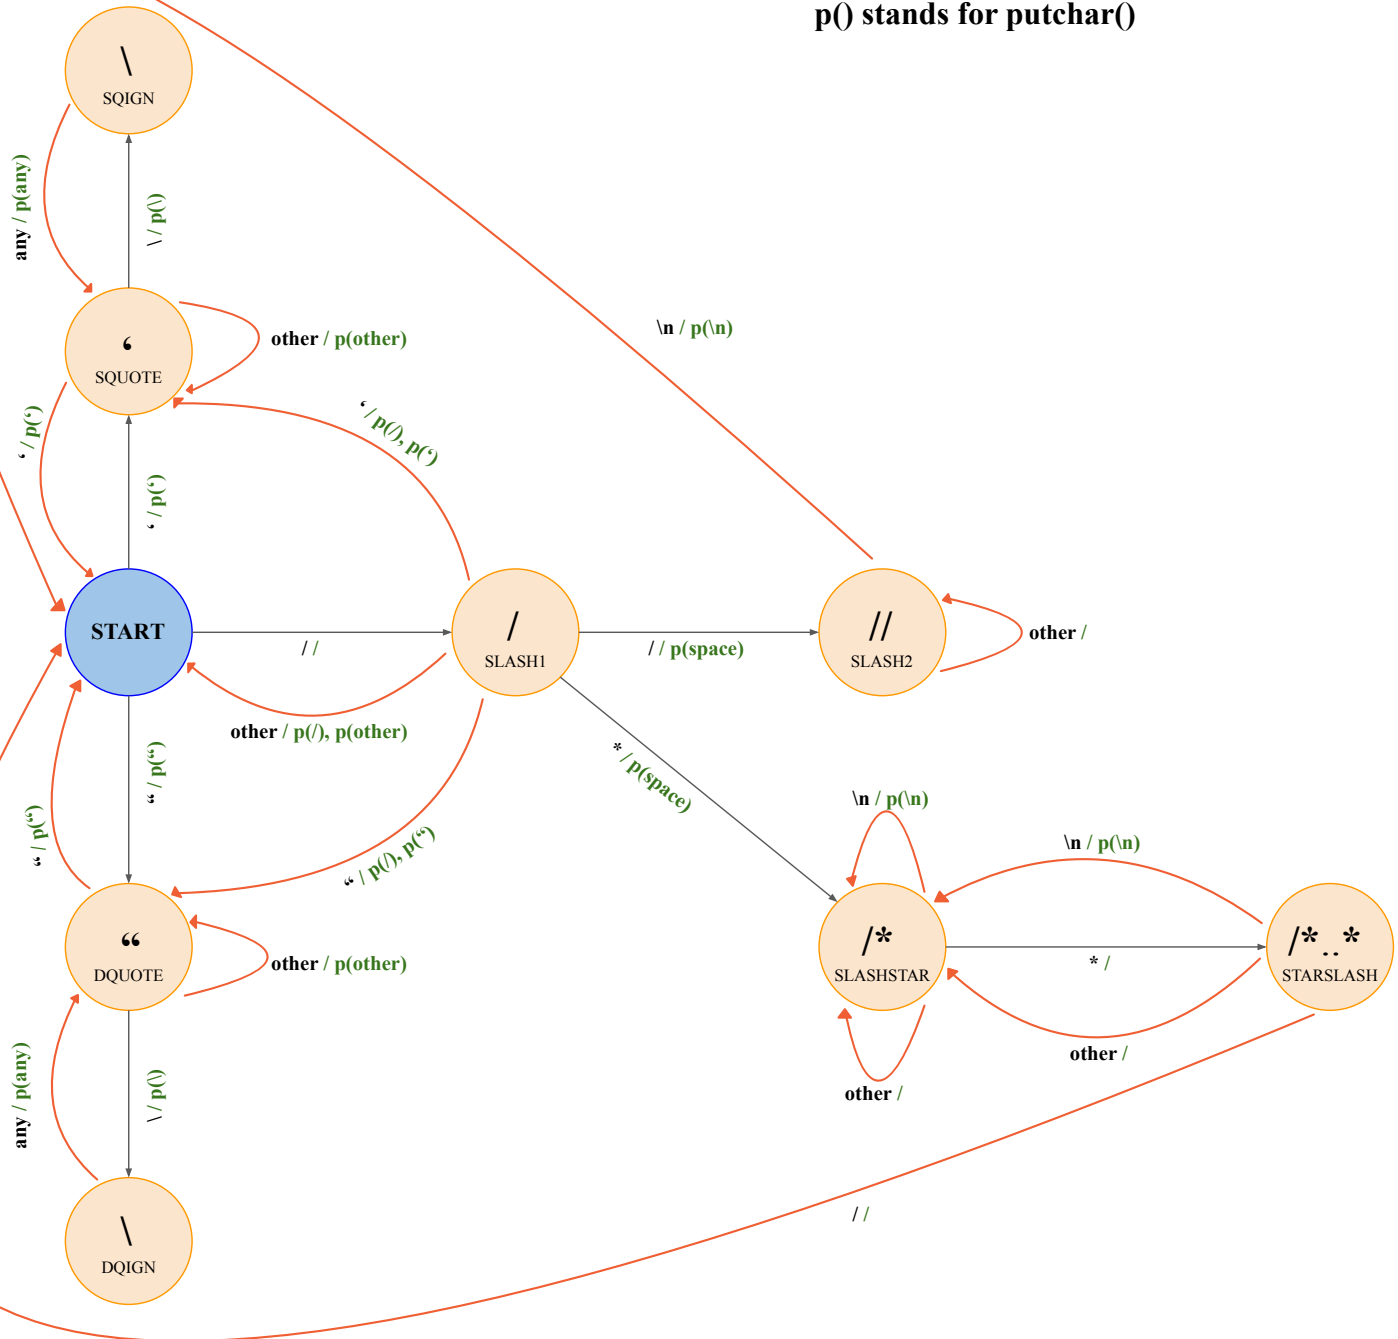 p() stands for putchar()
\
SQIGN
any / p(any)
\ / p(\)
‘
SQUOTE
other / p(other)
\n / p(\n)
‘ / p(‘)
‘ / p(/), p(‘)
‘ / p(‘)
START
/ /
/
SLASH1
/ / p(space)
//
SLASH2
other /
other / p(/), p(other)
“ / p(“)
* / p(space)
“ / p(“)
“ / p(/), p(“)
\n / p(\n)
\n / p(\n)
“
DQUOTE
other / p(other)
/*
SLASHSTAR
* /
/*..*
STARSLASH
other /
other /
any / p(any)
\ / p(\)
\
DQIGN
/ /